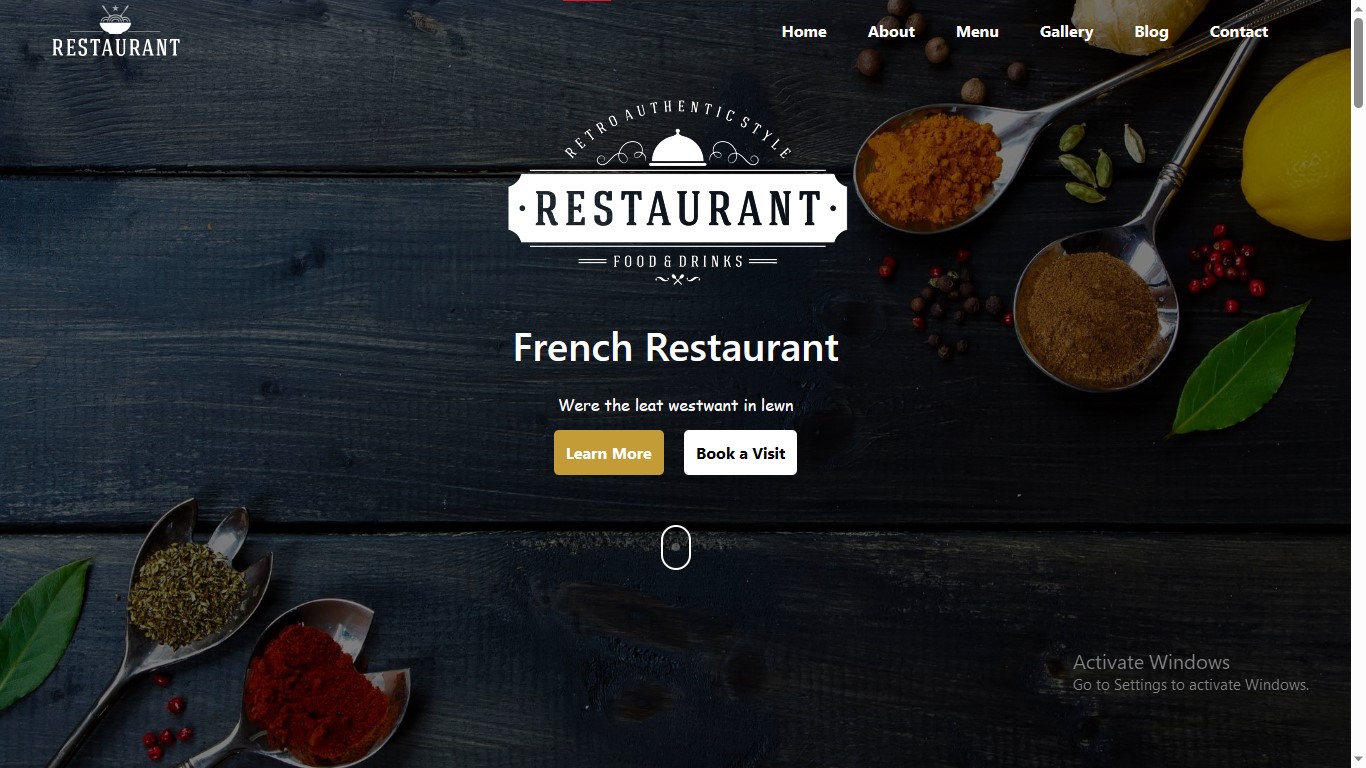 RESTAURANT
Home About Menu Gallery Blog Contact
RETRO AUTHENTIC STYLE
· RESTAURANT ·
FOOD & DRINKS
French Restaurant
Were the leat westwant in lewn
Learn More Book a Visit
Activate Windows
Go to Settings to activate Windows.